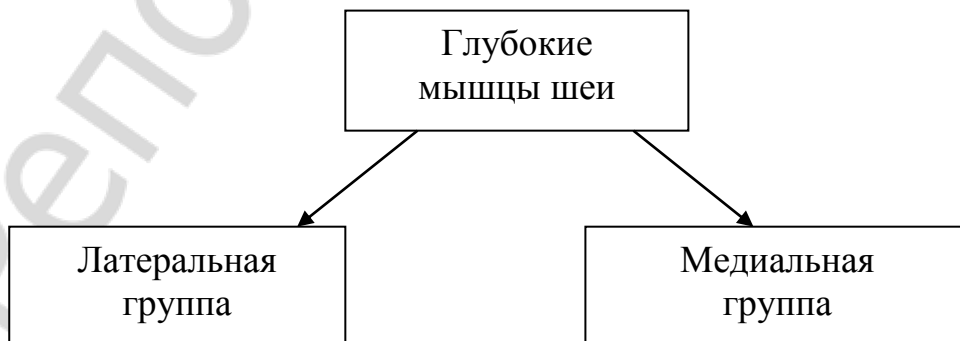 Глубокие
мышцы шеи
Латеральная
группа
Медиальная
группа